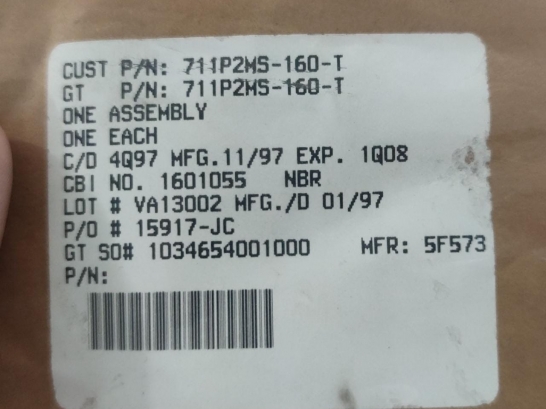 CUST P/N: 711P2MS-160-T
GT P/N: 711P2MS-160-T
ONE ASSEMBLY
ONE EACH
C/D 4Q97 MFG.11/97 EXP. 1Q08
CBI NO. 1601055 NBR
LOT # VA13002 MFG./D 01/97
P/O # 15917-JC
GT SO# 1034654001000 MFR: 5F573
P/N: